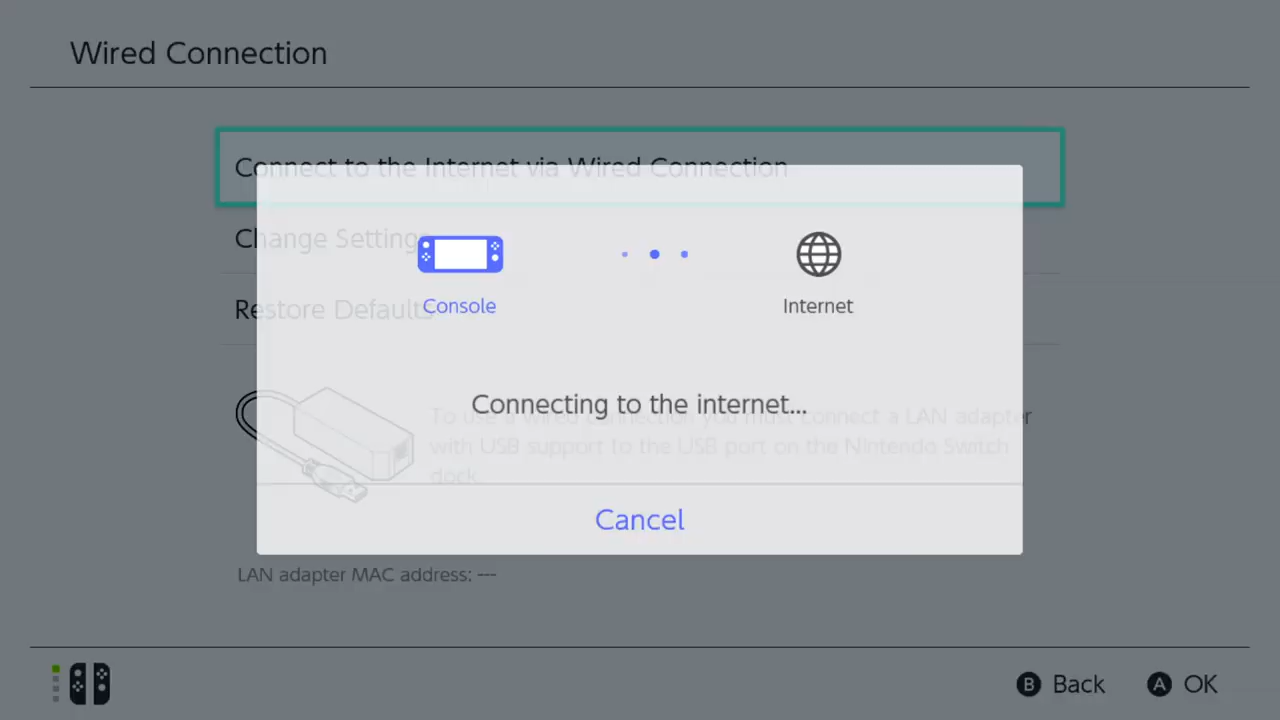 Wired Connection
Connect to the Internet via Wired Connection
Change Settings
Restore Defaults
Console
Internet
Connecting to the internet...
To use a wired connection you must connect a LAN adapter
with USB support to the USB port on the Nintendo Switch
dock.
Cancel
LAN adapter MAC address: ---
B Back
A OK